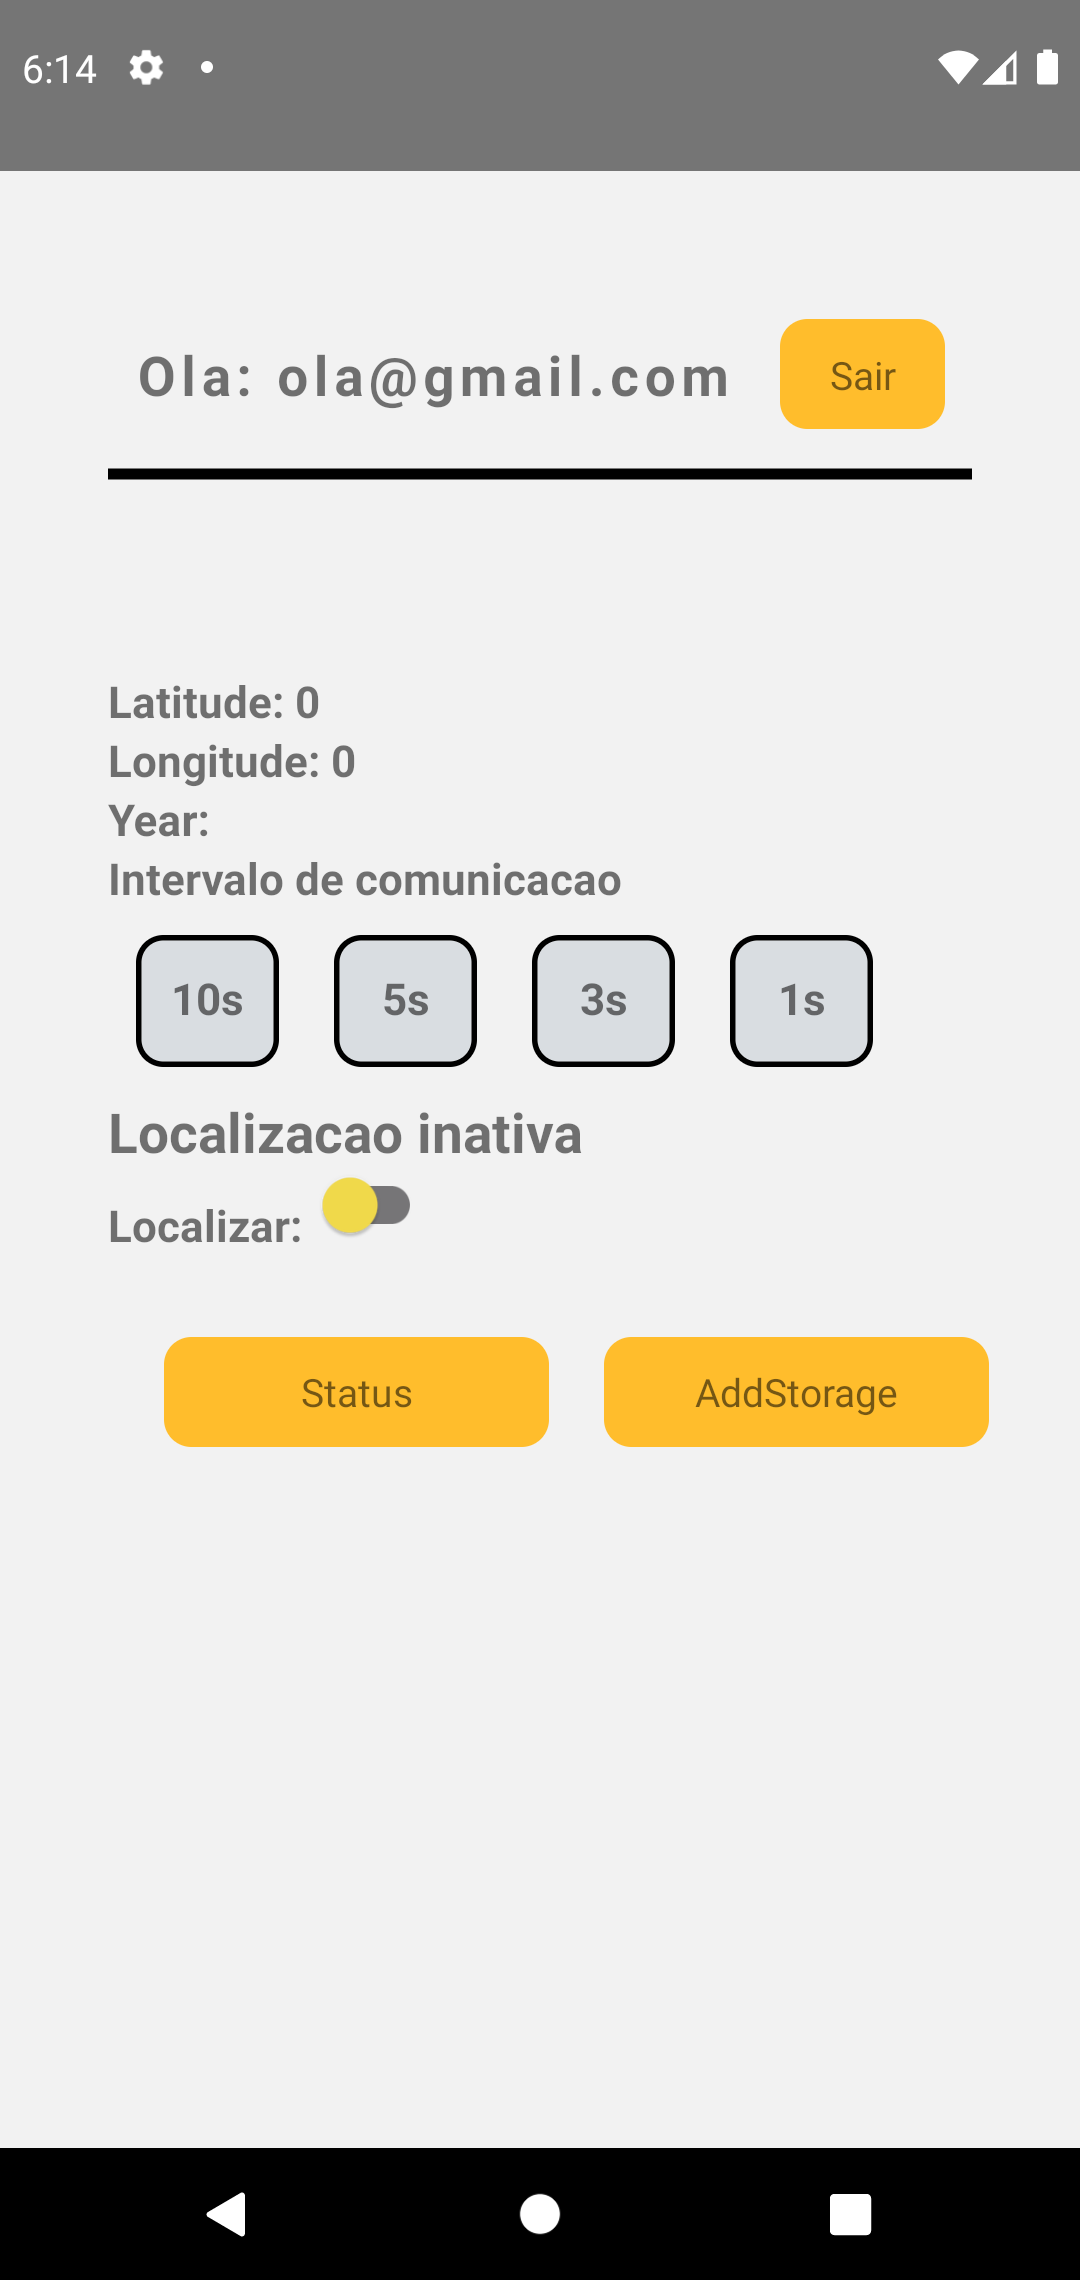 6:14
Ola: ola@gmail.com
Sair
Latitude: 0
Longitude: 0
Year:
Intervalo de comunicacao
10s 5s 3s 1s
Localizacao inativa
Localizar:
Status AddStorage